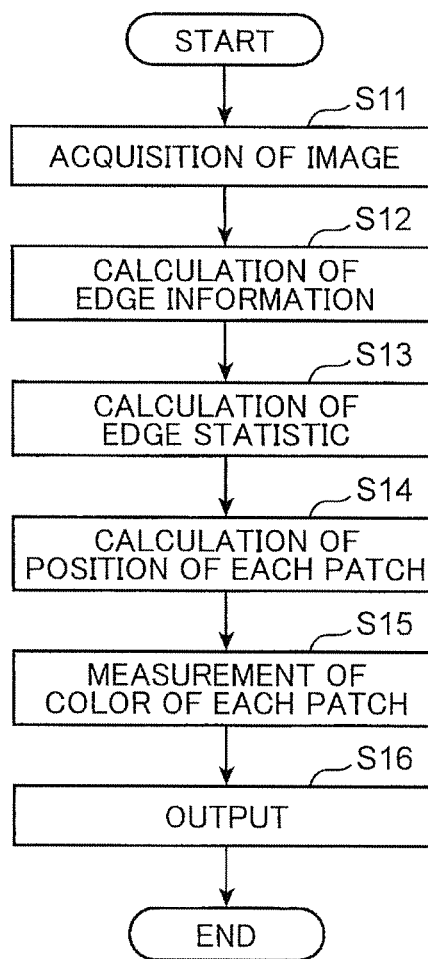 START
S11
ACQUISITION OF IMAGE
S12
CALCULATION OF
EDGE INFORMATION
S13
CALCULATION OF
EDGE STATISTIC
S14
CALCULATION OF
POSITION OF EACH PATCH
S15
MEASUREMENT OF
COLOR OF EACH PATCH
S16
OUTPUT
END